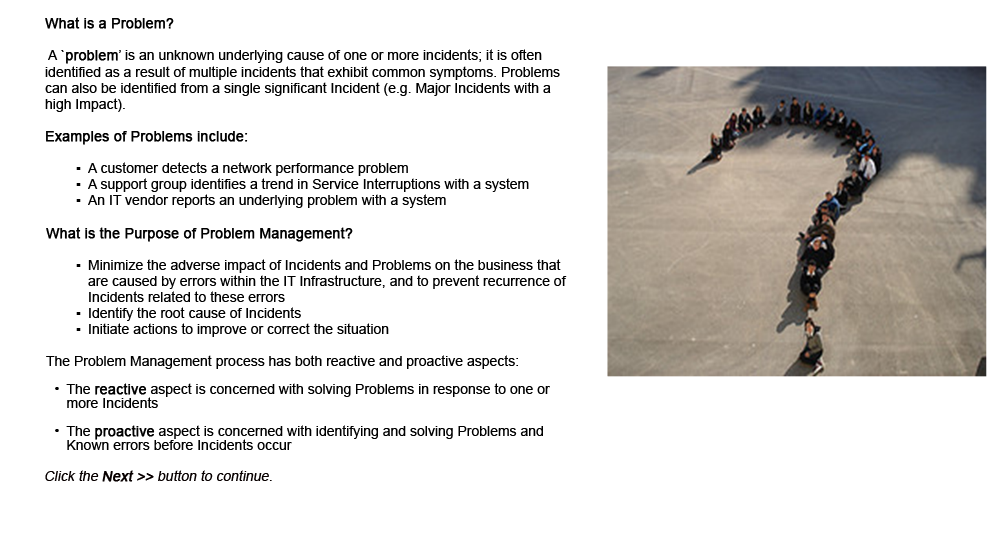 What is a Problem?
A `problem' is an unknown underlying cause of one or more incidents; it is often
identified as a result of multiple incidents that exhibit common symptoms. Problems
can also be identified from a single significant Incident (e.g. Major Incidents with a
high Impact).
Examples of Problems include:
▪ A customer detects a network performance problem
▪ A support group identifies a trend in Service Interruptions with a system
▪ An IT vendor reports an underlying problem with a system
What is the Purpose of Problem Management?
▪ Minimize the adverse impact of Incidents and Problems on the business that
are caused by errors within the IT Infrastructure, and to prevent recurrence of
Incidents related to these errors
▪ Identify the root cause of Incidents
▪ Initiate actions to improve or correct the situation
The Problem Management process has both reactive and proactive aspects:
• The reactive aspect is concerned with solving Problems in response to one or
more Incidents
• The proactive aspect is concerned with identifying and solving Problems and
Known errors before Incidents occur
Click the Next >> button to continue.